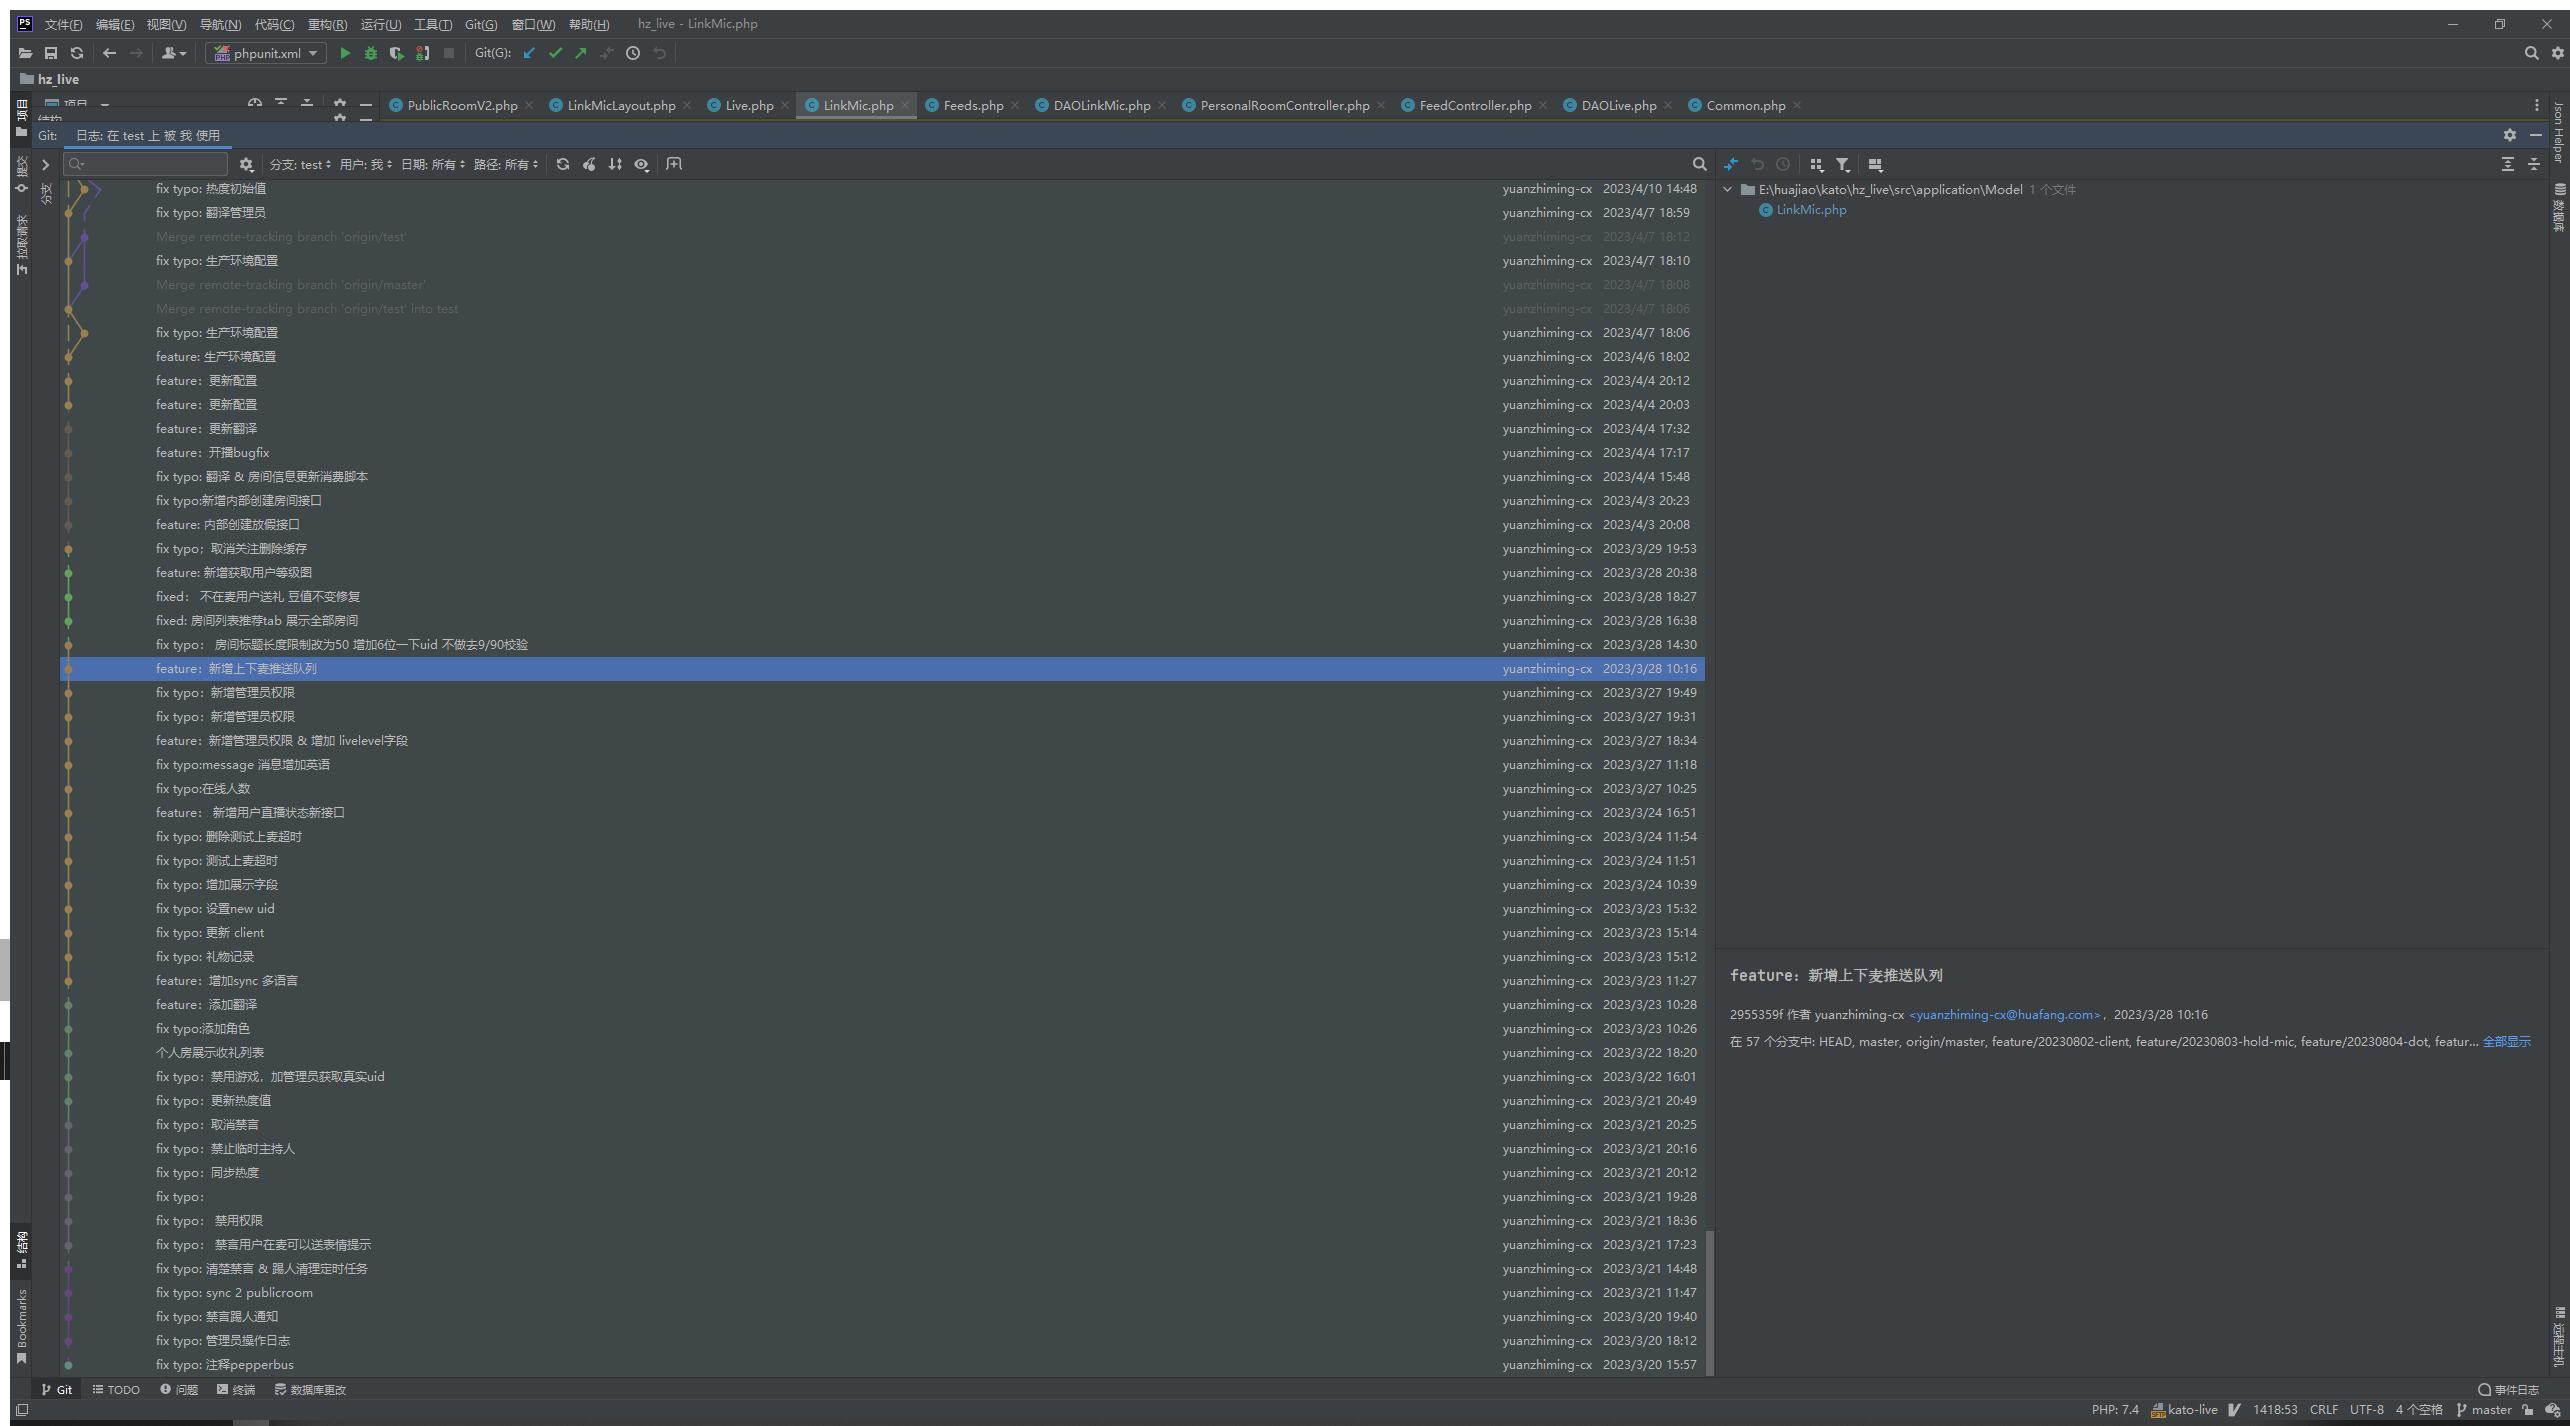 文件(F) 编辑(E) 视图(V) 导航(N) 代码(C) 重构(R) 运行(U) 工具(T) Git(G) 窗口(W) 帮助(H) hz_live - LinkMic.php
phpunit.xml Git(G):
hz_live
项目 PublicRoomV2.php LinkMicLayout.php Live.php LinkMic.php Feeds.php DAOLinkMic.php PersonalRoomController.php FeedController.php DAOLive.php Common.php
Git: 日志: 在 test 上 被 我 使用
分支: test 用户: 我 日期: 所有 路径: 所有
fix typo: 热度初始值 yuanzhiming-cx 2023/4/10 14:48
fix typo: 翻译管理员 yuanzhiming-cx 2023/4/7 18:59
Merge remote-tracking branch 'origin/test' yuanzhiming-cx 2023/4/7 18:12
fix typo: 生产环境配置 yuanzhiming-cx 2023/4/7 18:10
Merge remote-tracking branch 'origin/master' yuanzhiming-cx 2023/4/7 18:08
Merge remote-tracking branch 'origin/test' into test yuanzhiming-cx 2023/4/7 18:06
fix typo: 生产环境配置 yuanzhiming-cx 2023/4/7 18:06
feature: 生产环境配置 yuanzhiming-cx 2023/4/6 18:02
feature：更新配置 yuanzhiming-cx 2023/4/4 20:12
feature：更新配置 yuanzhiming-cx 2023/4/4 20:03
feature：更新翻译 yuanzhiming-cx 2023/4/4 17:32
feature：开播bugfix yuanzhiming-cx 2023/4/4 17:17
fix typo: 翻译 & 房间信息更新消费脚本 yuanzhiming-cx 2023/4/4 15:48
fix typo:新增内部创建房间接口 yuanzhiming-cx 2023/4/3 20:23
feature: 内部创建放假接口 yuanzhiming-cx 2023/4/3 20:08
fix typo；取消关注删除缓存 yuanzhiming-cx 2023/3/29 19:53
feature: 新增获取用户等级图 yuanzhiming-cx 2023/3/28 20:38
fixed： 不在麦用户送礼 豆值不变修复 yuanzhiming-cx 2023/3/28 18:27
fixed: 房间列表推荐tab 展示全部房间 yuanzhiming-cx 2023/3/28 16:38
fix typo： 房间标题长度限制改为50 增加6位一下uid 不做去9/90校验 yuanzhiming-cx 2023/3/28 14:30
feature：新增上下麦推送队列 yuanzhiming-cx 2023/3/28 10:16
fix typo：新增管理员权限 yuanzhiming-cx 2023/3/27 19:49
fix typo：新增管理员权限 yuanzhiming-cx 2023/3/27 19:31
feature：新增管理员权限 & 增加 livelevel字段 yuanzhiming-cx 2023/3/27 18:34
fix typo:message 消息增加英语 yuanzhiming-cx 2023/3/27 11:18
fix typo:在线人数 yuanzhiming-cx 2023/3/27 10:25
feature： 新增用户直播状态新接口 yuanzhiming-cx 2023/3/24 16:51
fix typo: 删除测试上麦超时 yuanzhiming-cx 2023/3/24 11:54
fix typo: 测试上麦超时 yuanzhiming-cx 2023/3/24 11:51
fix typo: 增加展示字段 yuanzhiming-cx 2023/3/24 10:39
fix typo: 设置new uid yuanzhiming-cx 2023/3/23 15:32
fix typo: 更新 client yuanzhiming-cx 2023/3/23 15:14
fix typo: 礼物记录 yuanzhiming-cx 2023/3/23 15:12
feature：增加sync 多语言 yuanzhiming-cx 2023/3/23 11:27
feature：添加翻译 yuanzhiming-cx 2023/3/23 10:28
fix typo:添加角色 yuanzhiming-cx 2023/3/23 10:26
个人房展示收礼列表 yuanzhiming-cx 2023/3/22 18:20
fix typo：禁用游戏，加管理员获取真实uid yuanzhiming-cx 2023/3/22 16:01
fix typo：更新热度值 yuanzhiming-cx 2023/3/21 20:49
fix typo：取消禁言 yuanzhiming-cx 2023/3/21 20:25
fix typo：禁止临时主持人 yuanzhiming-cx 2023/3/21 20:16
fix typo：同步热度 yuanzhiming-cx 2023/3/21 20:12
fix typo： yuanzhiming-cx 2023/3/21 19:28
fix typo： 禁用权限 yuanzhiming-cx 2023/3/21 18:36
fix typo： 禁言用户在麦可以送表情提示 yuanzhiming-cx 2023/3/21 17:23
fix typo: 清楚禁言 & 踢人清理定时任务 yuanzhiming-cx 2023/3/21 14:48
fix typo: sync 2 publicroom yuanzhiming-cx 2023/3/21 11:47
fix typo: 禁言踢人通知 yuanzhiming-cx 2023/3/20 19:40
fix typo: 管理员操作日志 yuanzhiming-cx 2023/3/20 18:12
fix typo: 注释pepperbus yuanzhiming-cx 2023/3/20 15:57
E:\huajiao\kato\hz_live\src\application\Model 1 个文件
LinkMic.php
feature：新增上下麦推送队列
2955359f 作者 yuanzhiming-cx <yuanzhiming-cx@huafang.com>，2023/3/28 10:16
在 57 个分支中: HEAD, master, origin/master, feature/20230802-client, feature/20230803-hold-mic, feature/20230804-dot, featur... 全部显示
项目
提交
拉取请求
分支
结构
Bookmarks
Json Helper
数据库
远程主机
Git TODO 问题 终端 数据库更改 事件日志
PHP: 7.4 kato-live 1418:53 CRLF UTF-8 4 个空格 master